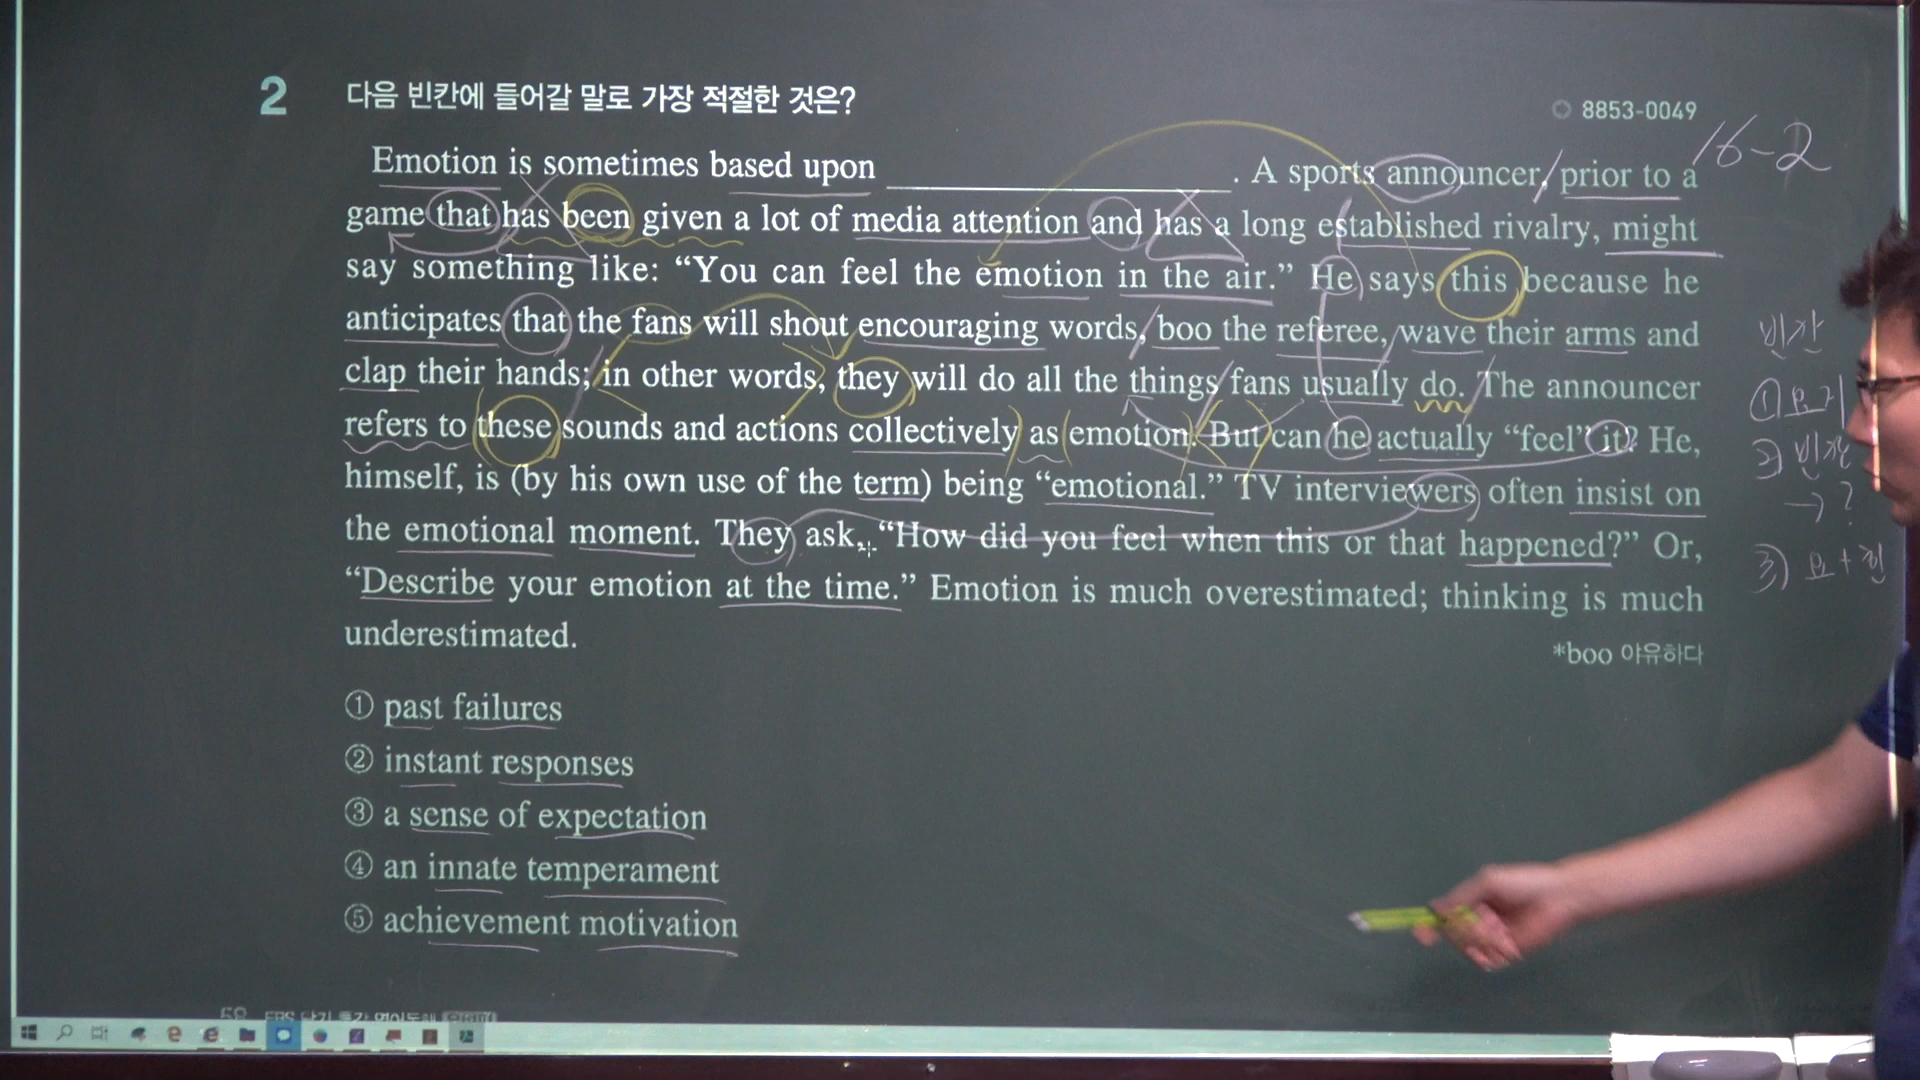 2 다음 빈칸에 들어갈 말로 가장 적절한 것은?
8853-0049
16-2
Emotion is sometimes based upon ____________. A sports announcer, prior to a
game that has been given a lot of media attention and has a long established rivalry, might
say something like: “You can feel the emotion in the air.” He says this because he
anticipates that the fans will shout encouraging words, boo the referee, wave their arms and
clap their hands; in other words, they will do all the things fans usually do. The announcer
refers to these sounds and actions collectively as emotion. But can he actually “feel” it? He,
himself, is (by his own use of the term) being “emotional.” TV interviewers often insist on
the emotional moment. They ask, “How did you feel when this or that happened?” Or,
“Describe your emotion at the time.” Emotion is much overestimated; thinking is much
underestimated.
*boo 야유하다
① past failures
② instant responses
③ a sense of expectation
④ an innate temperament
⑤ achievement motivation
빈칸
①
2) 빈칸
→ ?
3)
58